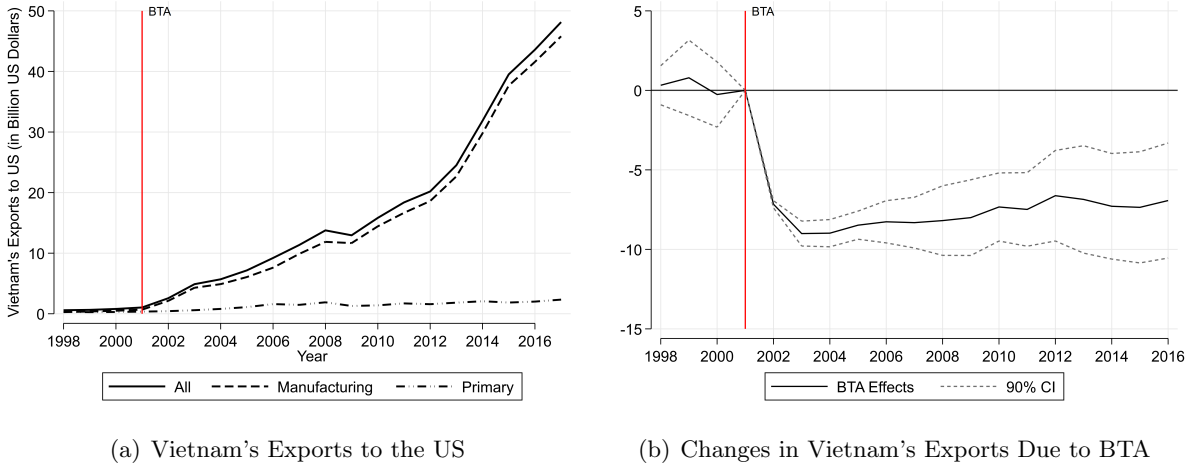 BTA
50
40
30
20
10
0
Vietnam's Exports to US (in Billion US Dollars)
1998 2000 2002 2004 2006 2008 2010 2012 2014 2016
Year
All Manufacturing Primary
(a) Vietnam's Exports to the US
BTA
5
0
-5
-10
-15
1998 2000 2002 2004 2006 2008 2010 2012 2014 2016
BTA Effects 90% CI
(b) Changes in Vietnam's Exports Due to BTA